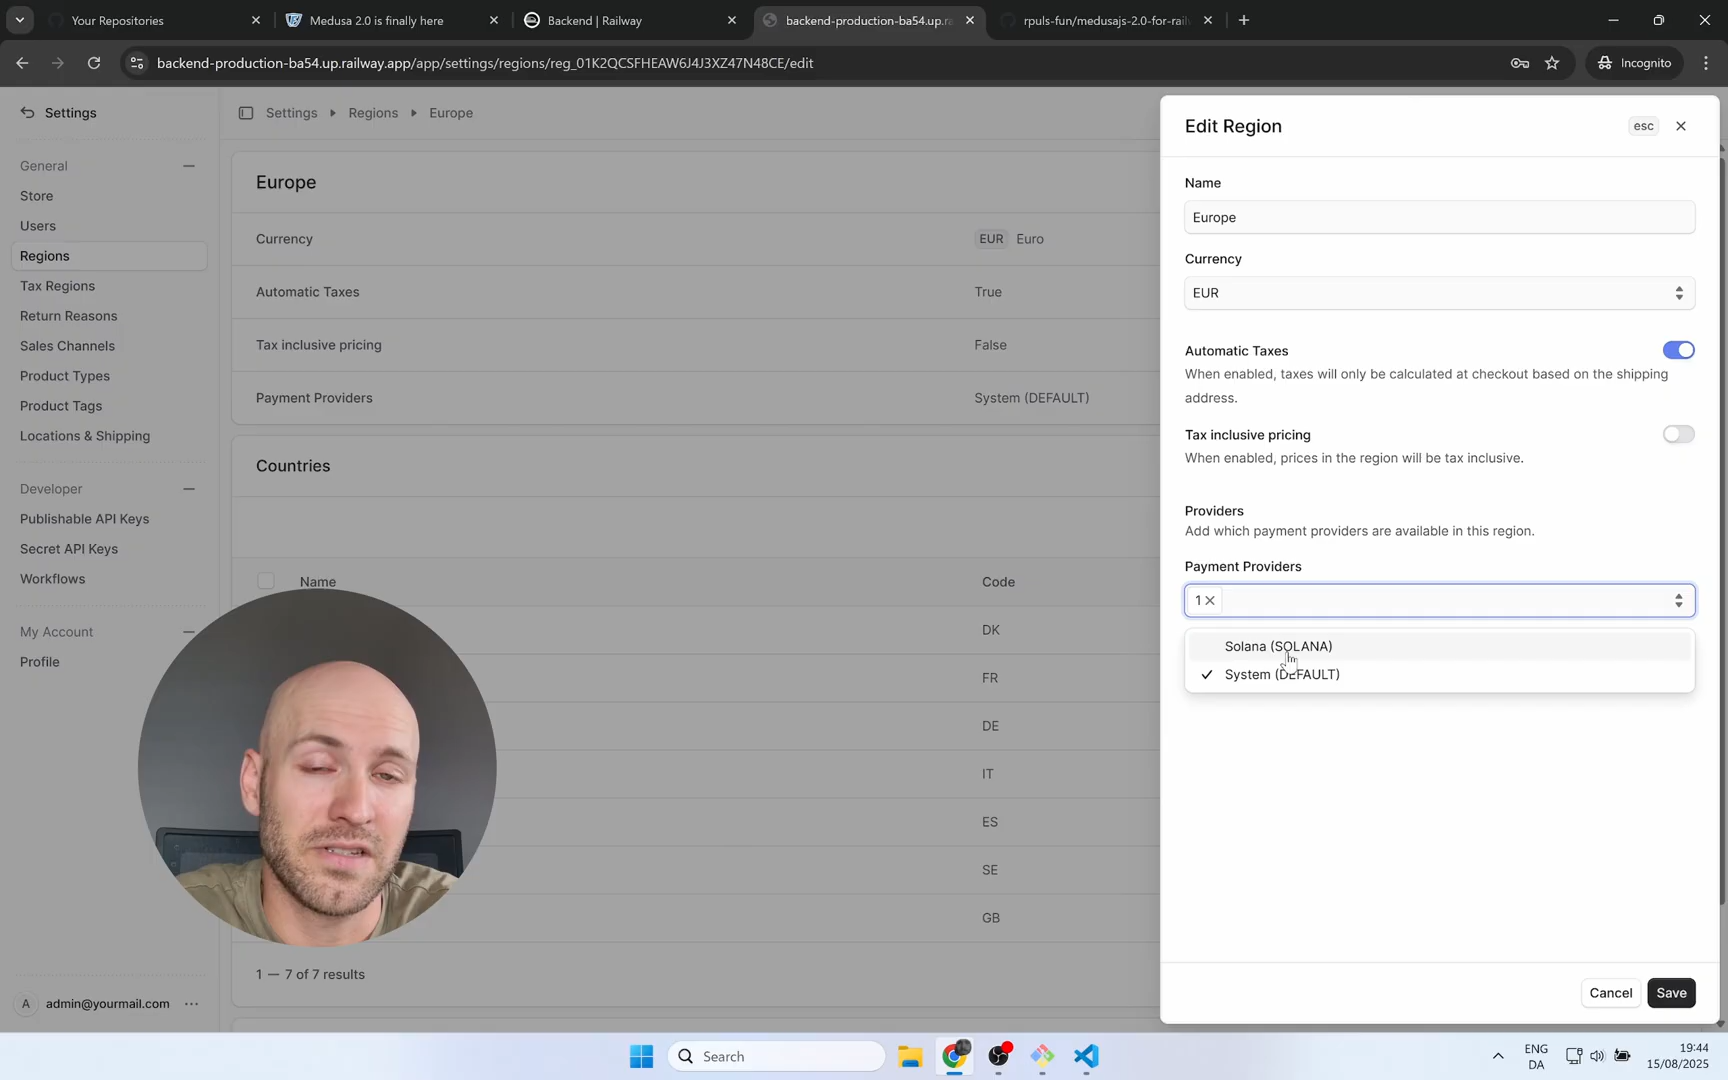 Your Repositories
Medusa 2.0 is finally here
Backend | Railway
backend-production-ba54.up.ra
rpuls-fun/medusajs-2.0-for-rail
backend-production-ba54.up.railway.app/app/settings/regions/reg_01K2QCSFHEAW6J4J3XZ47N48CE/edit
Incognito
Settings
General
Store
Users
Regions
Tax Regions
Return Reasons
Sales Channels
Product Types
Product Tags
Locations & Shipping
Developer
Publishable API Keys
Secret API Keys
Workflows
My Account
Profile
A admin@yourmail.com
Settings Regions Europe
Europe
Currency EUR Euro
Automatic Taxes True
Tax inclusive pricing False
Payment Providers System (DEFAULT)
Countries
Name Code
DK
FR
DE
IT
ES
SE
GB
1 — 7 of 7 results
Edit Region
esc
Name
Europe
Currency
EUR
Automatic Taxes
When enabled, taxes will only be calculated at checkout based on the shipping
address.
Tax inclusive pricing
When enabled, prices in the region will be tax inclusive.
Providers
Add which payment providers are available in this region.
Payment Providers
1
Solana (SOLANA)
System (DEFAULT)
Cancel
Save
Search
ENG
DA
19:44
15/08/2025